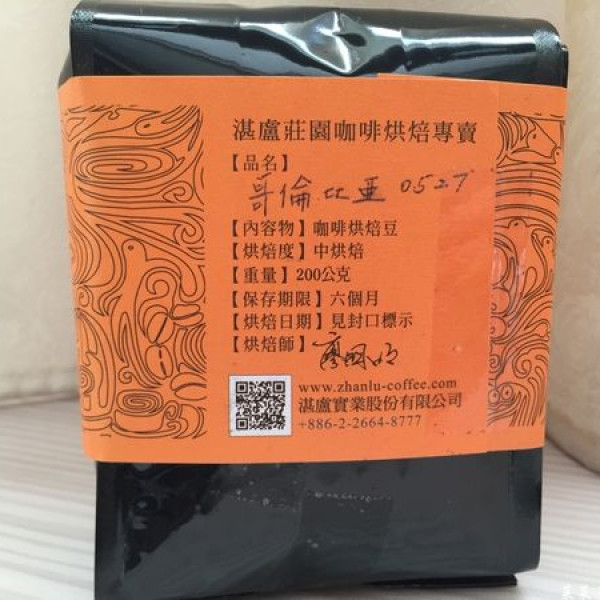 湛盧莊園咖啡烘焙專賣
【品名】
哥倫比亞 0527
【內容物】咖啡烘焙豆
【烘焙度】中烘焙
【重量】200公克
【保存期限】六個月
【烘焙日期】見封口標示
【烘焙師】廖國明
www.zhanlu-coffee.com
湛盧實業股份有限公司
+886-2-2664-8777